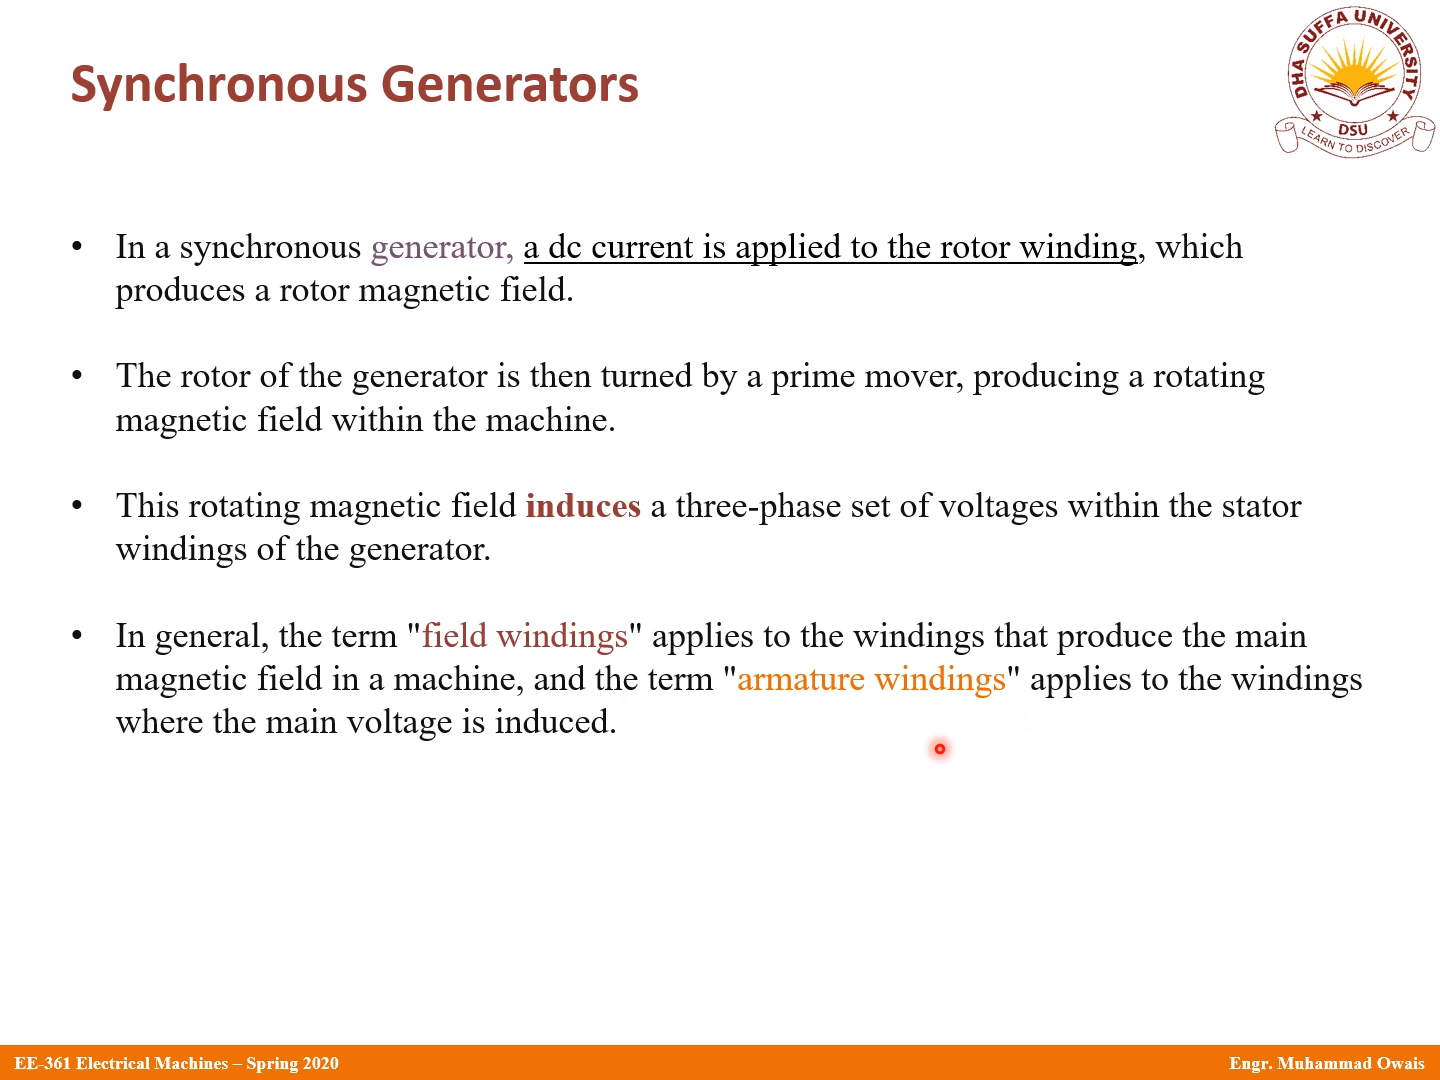 Synchronous Generators
DHA SUFFA UNIVERSITY
DSU
LEARN TO DISCOVER
• In a synchronous generator, a dc current is applied to the rotor winding, which
produces a rotor magnetic field.
• The rotor of the generator is then turned by a prime mover, producing a rotating
magnetic field within the machine.
• This rotating magnetic field induces a three-phase set of voltages within the stator
windings of the generator.
• In general, the term "field windings" applies to the windings that produce the main
magnetic field in a machine, and the term "armature windings" applies to the windings
where the main voltage is induced.
EE-361 Electrical Machines – Spring 2020
Engr. Muhammad Owais